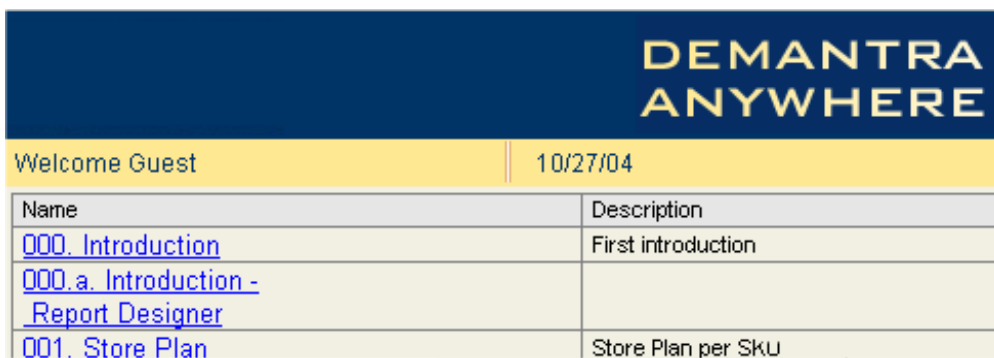 DEMANTRA
ANYWHERE
Welcome Guest 10/27/04
Name Description
000. Introduction First introduction
000.a. Introduction -
Report Designer
001. Store Plan Store Plan per SKU